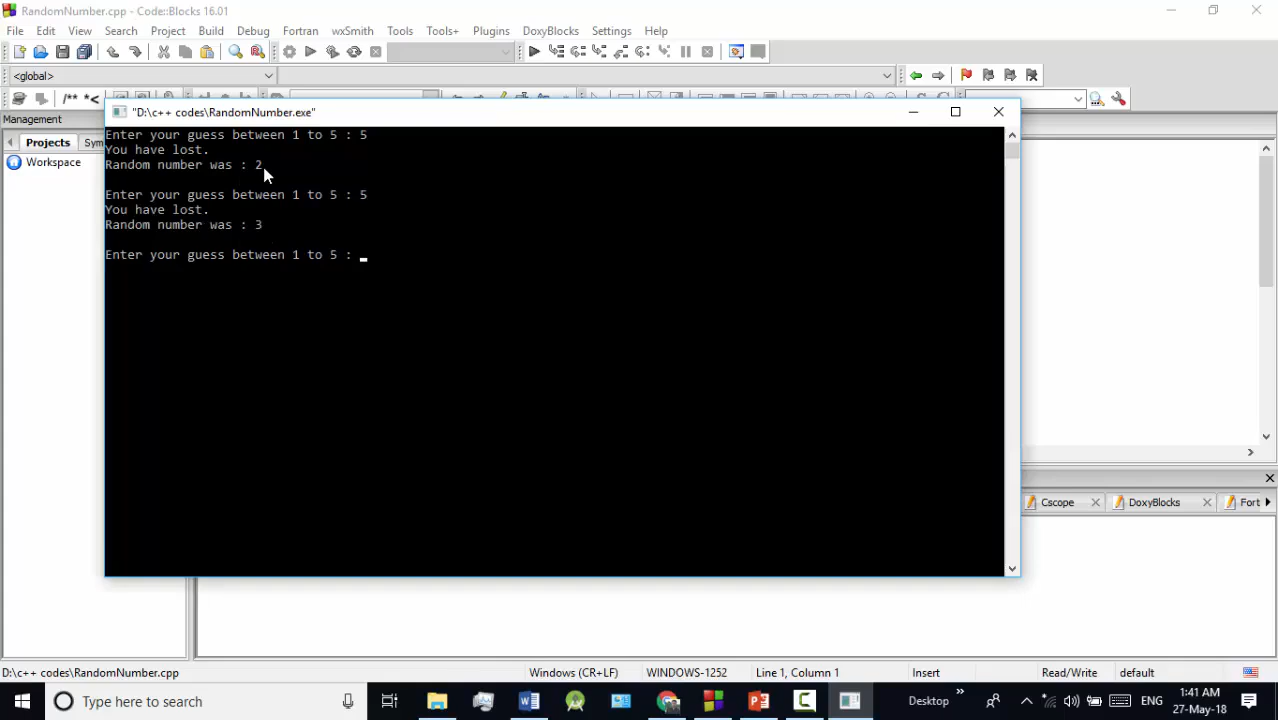 RandomNumber.cpp - Code::Blocks 16.01
File Edit View Search Project Build Debug Fortran wxSmith Tools Tools+ Plugins DoxyBlocks Settings Help
<global>
/** *<
Management
"D:\c++ codes\RandomNumber.exe"
Projects Sym
Workspace
Enter your guess between 1 to 5 : 5
You have lost.
Random number was : 2
Enter your guess between 1 to 5 : 5
You have lost.
Random number was : 3
Enter your guess between 1 to 5 : _
Cscope DoxyBlocks Fort
D:\c++ codes\RandomNumber.cpp Windows (CR+LF) WINDOWS-1252 Line 1, Column 1 Insert Read/Write default
Type here to search Desktop ENG 1:41 AM
27-May-18